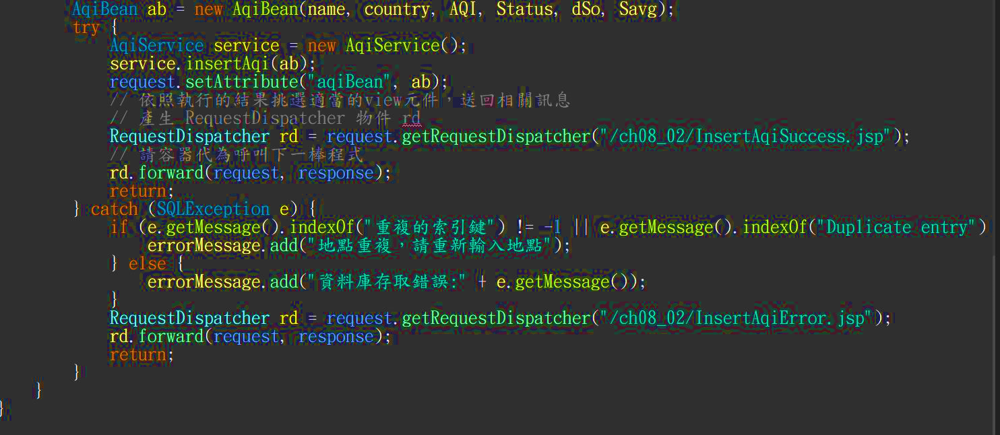 AqiBean ab = new AqiBean(name, country, AQI, Status, dSo, Savg);
try {
AqiService service = new AqiService();
service.insertAqi(ab);
request.setAttribute("aqiBean", ab);
// 依照執行的結果挑選適當的view元件，送回相關訊息
// 產生 RequestDispatcher 物件 rd
RequestDispatcher rd = request.getRequestDispatcher("/ch08_02/InsertAqiSuccess.jsp");
// 請容器代為呼叫下一棒程式
rd.forward(request, response);
return;
} catch (SQLException e) {
if (e.getMessage().indexOf("重複的索引鍵") != -1 || e.getMessage().indexOf("Duplicate entry")
errorMessage.add("地點重複，請重新輸入地點");
} else {
errorMessage.add("資料庫存取錯誤:" + e.getMessage());
}
RequestDispatcher rd = request.getRequestDispatcher("/ch08_02/InsertAqiError.jsp");
rd.forward(request, response);
return;
}
}
}